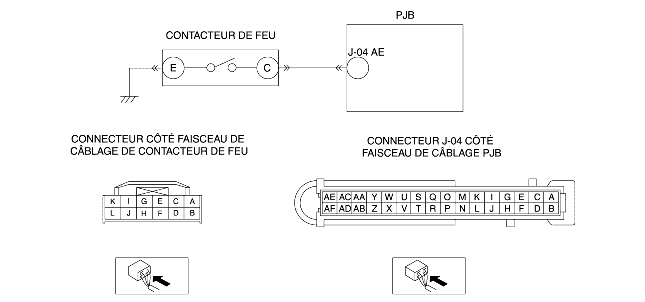 PJB
CONTACTEUR DE FEU
J-04 AE
E C
CONNECTEUR CÔTÉ FAISCEAU DE
CÂBLAGE DE CONTACTEUR DE FEU
CONNECTEUR J-04 CÔTÉ
FAISCEAU DE CÂBLAGE PJB
K I G E C A
L J H F D B
AE AC AA Y W U S Q O M K I G E C A
AF AD AB Z X V T R P N L J H F D B